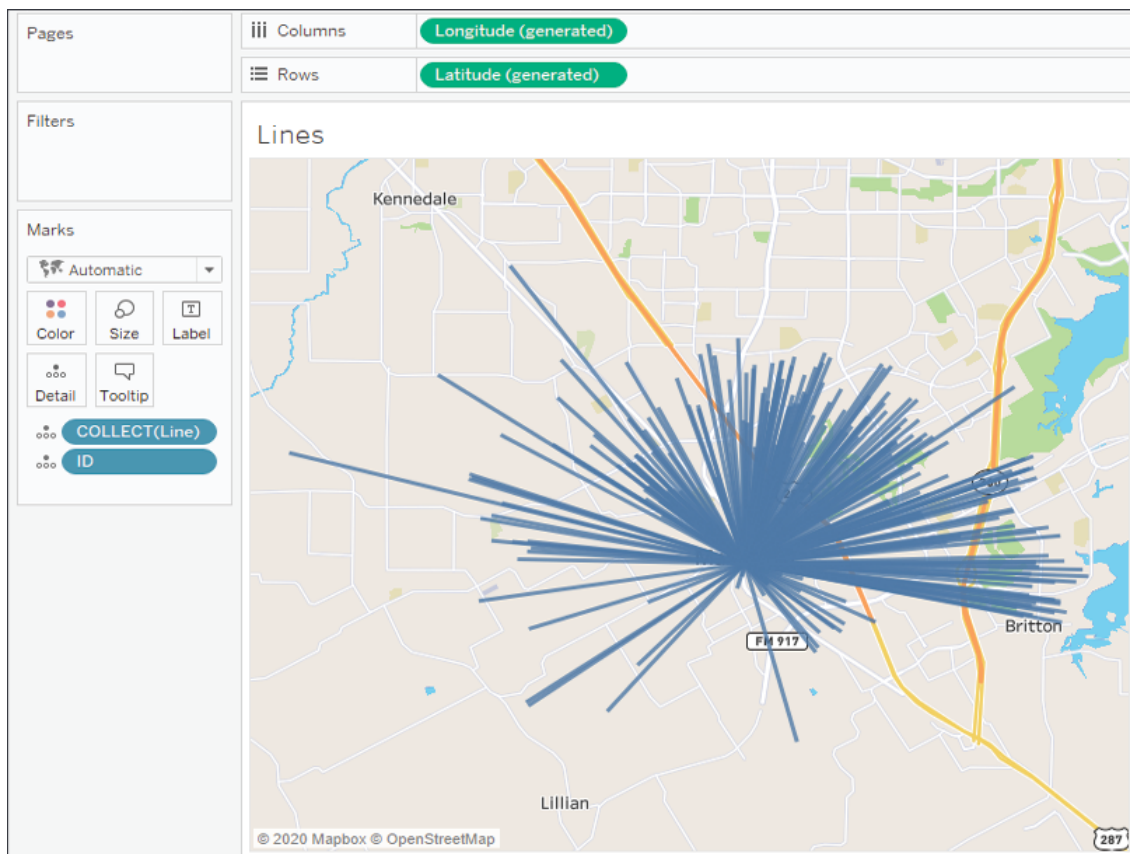 Pages
Columns
Longitude (generated)
Rows
Latitude (generated)
Filters
Lines
Marks
Automatic
Color
Size
Label
Detail
Tooltip
COLLECT(Line)
ID
Kennedale
Britton
FM 917
Lillian
© 2020 Mapbox © OpenStreetMap
287